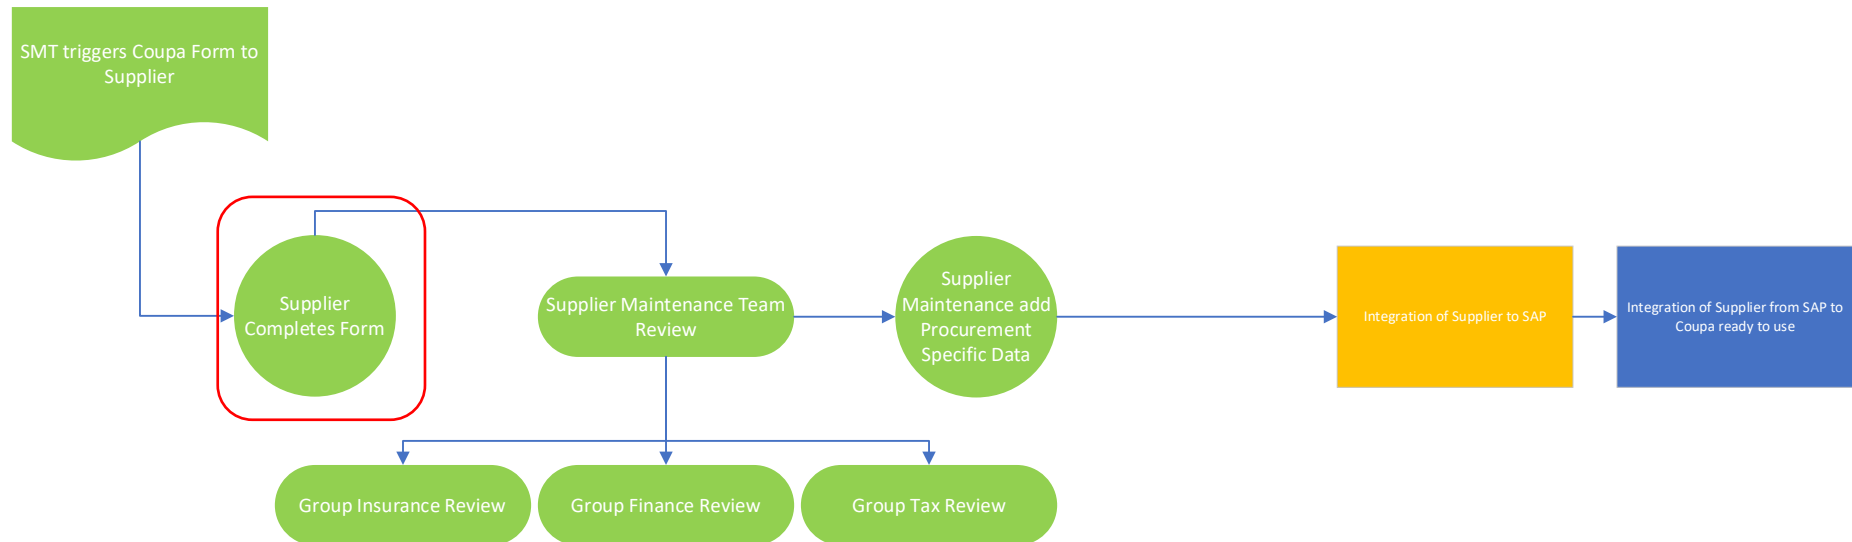 SMT triggers Coupa Form to
Supplier
Supplier
Completes Form
Supplier Maintenance Team
Review
Supplier
Maintenance add
Procurement
Specific Data
Integration of Supplier to SAP
Integration of Supplier from SAP to
Coupa ready to use
Group Insurance Review
Group Finance Review
Group Tax Review